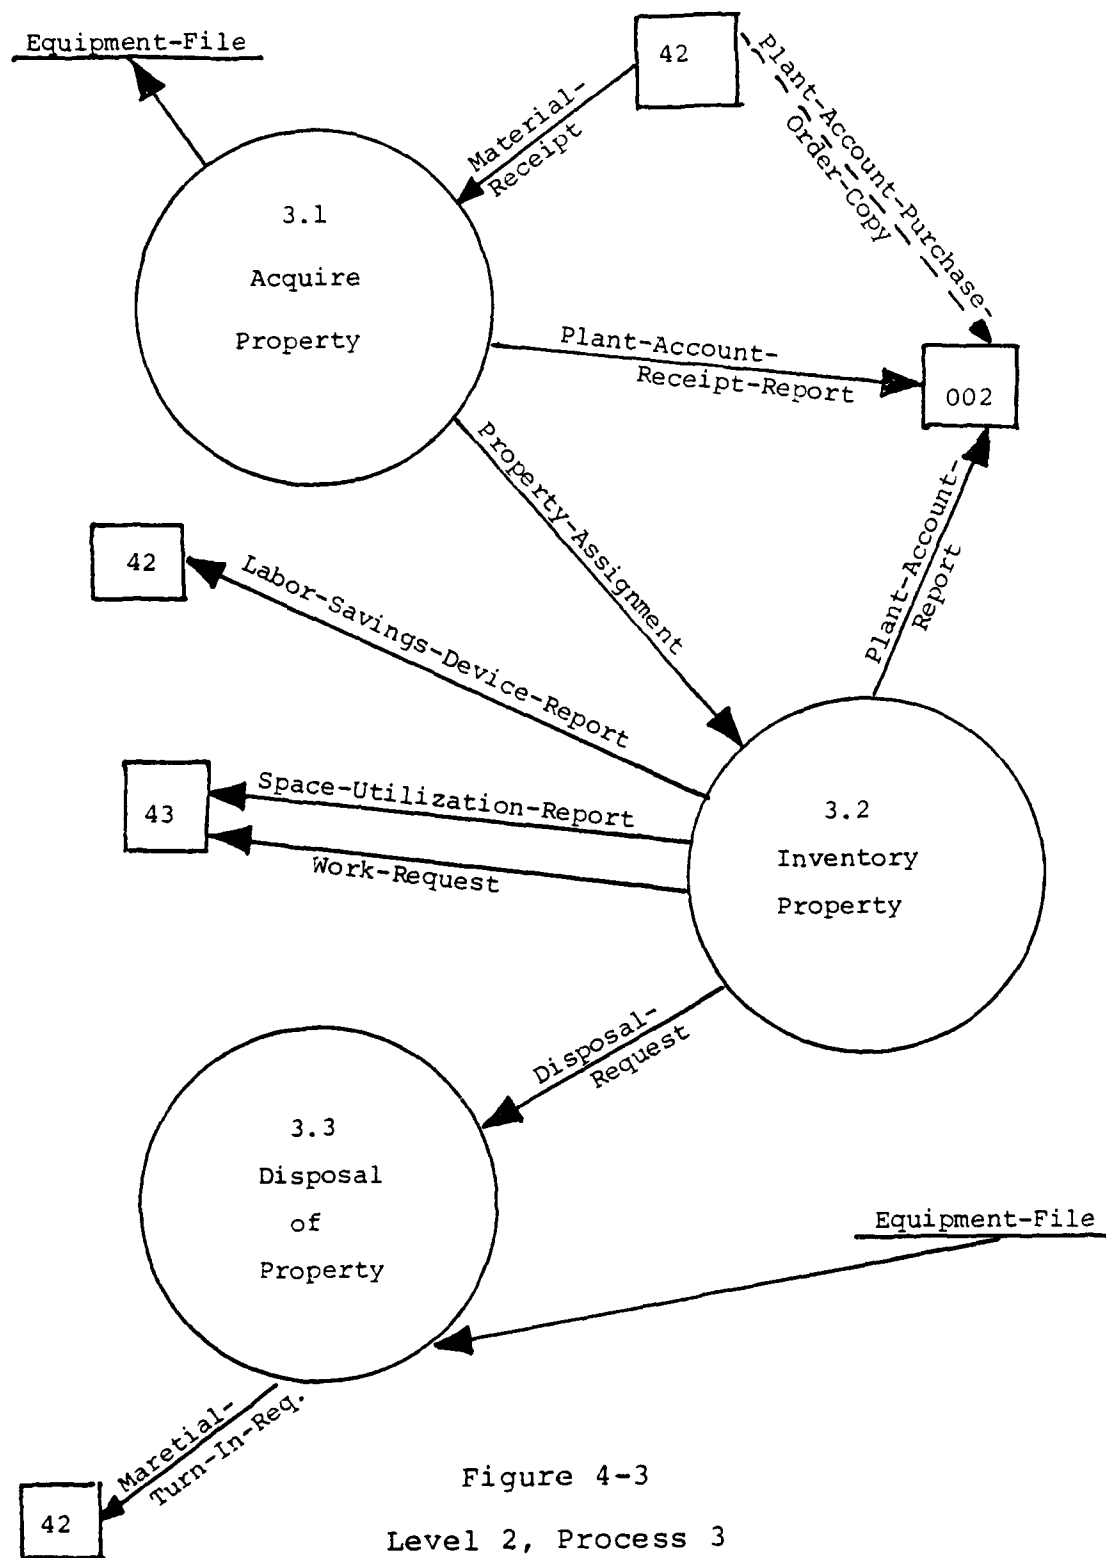 Equipment-File
42
Material-
Receipt
Plant-Account-Purchase-
Order-Copy
3.1
Acquire
Property
Plant-Account-
Receipt-Report
002
Property-Assignment
Plant-Account-
Report
42
Labor-Savings-Device-Report
43
Space-Utilization-Report
Work-Request
3.2
Inventory
Property
Disposal-
Request
3.3
Disposal
of
Property
Equipment-File
Maretial-
Turn-In-Req.
42
Figure 4-3
Level 2, Process 3